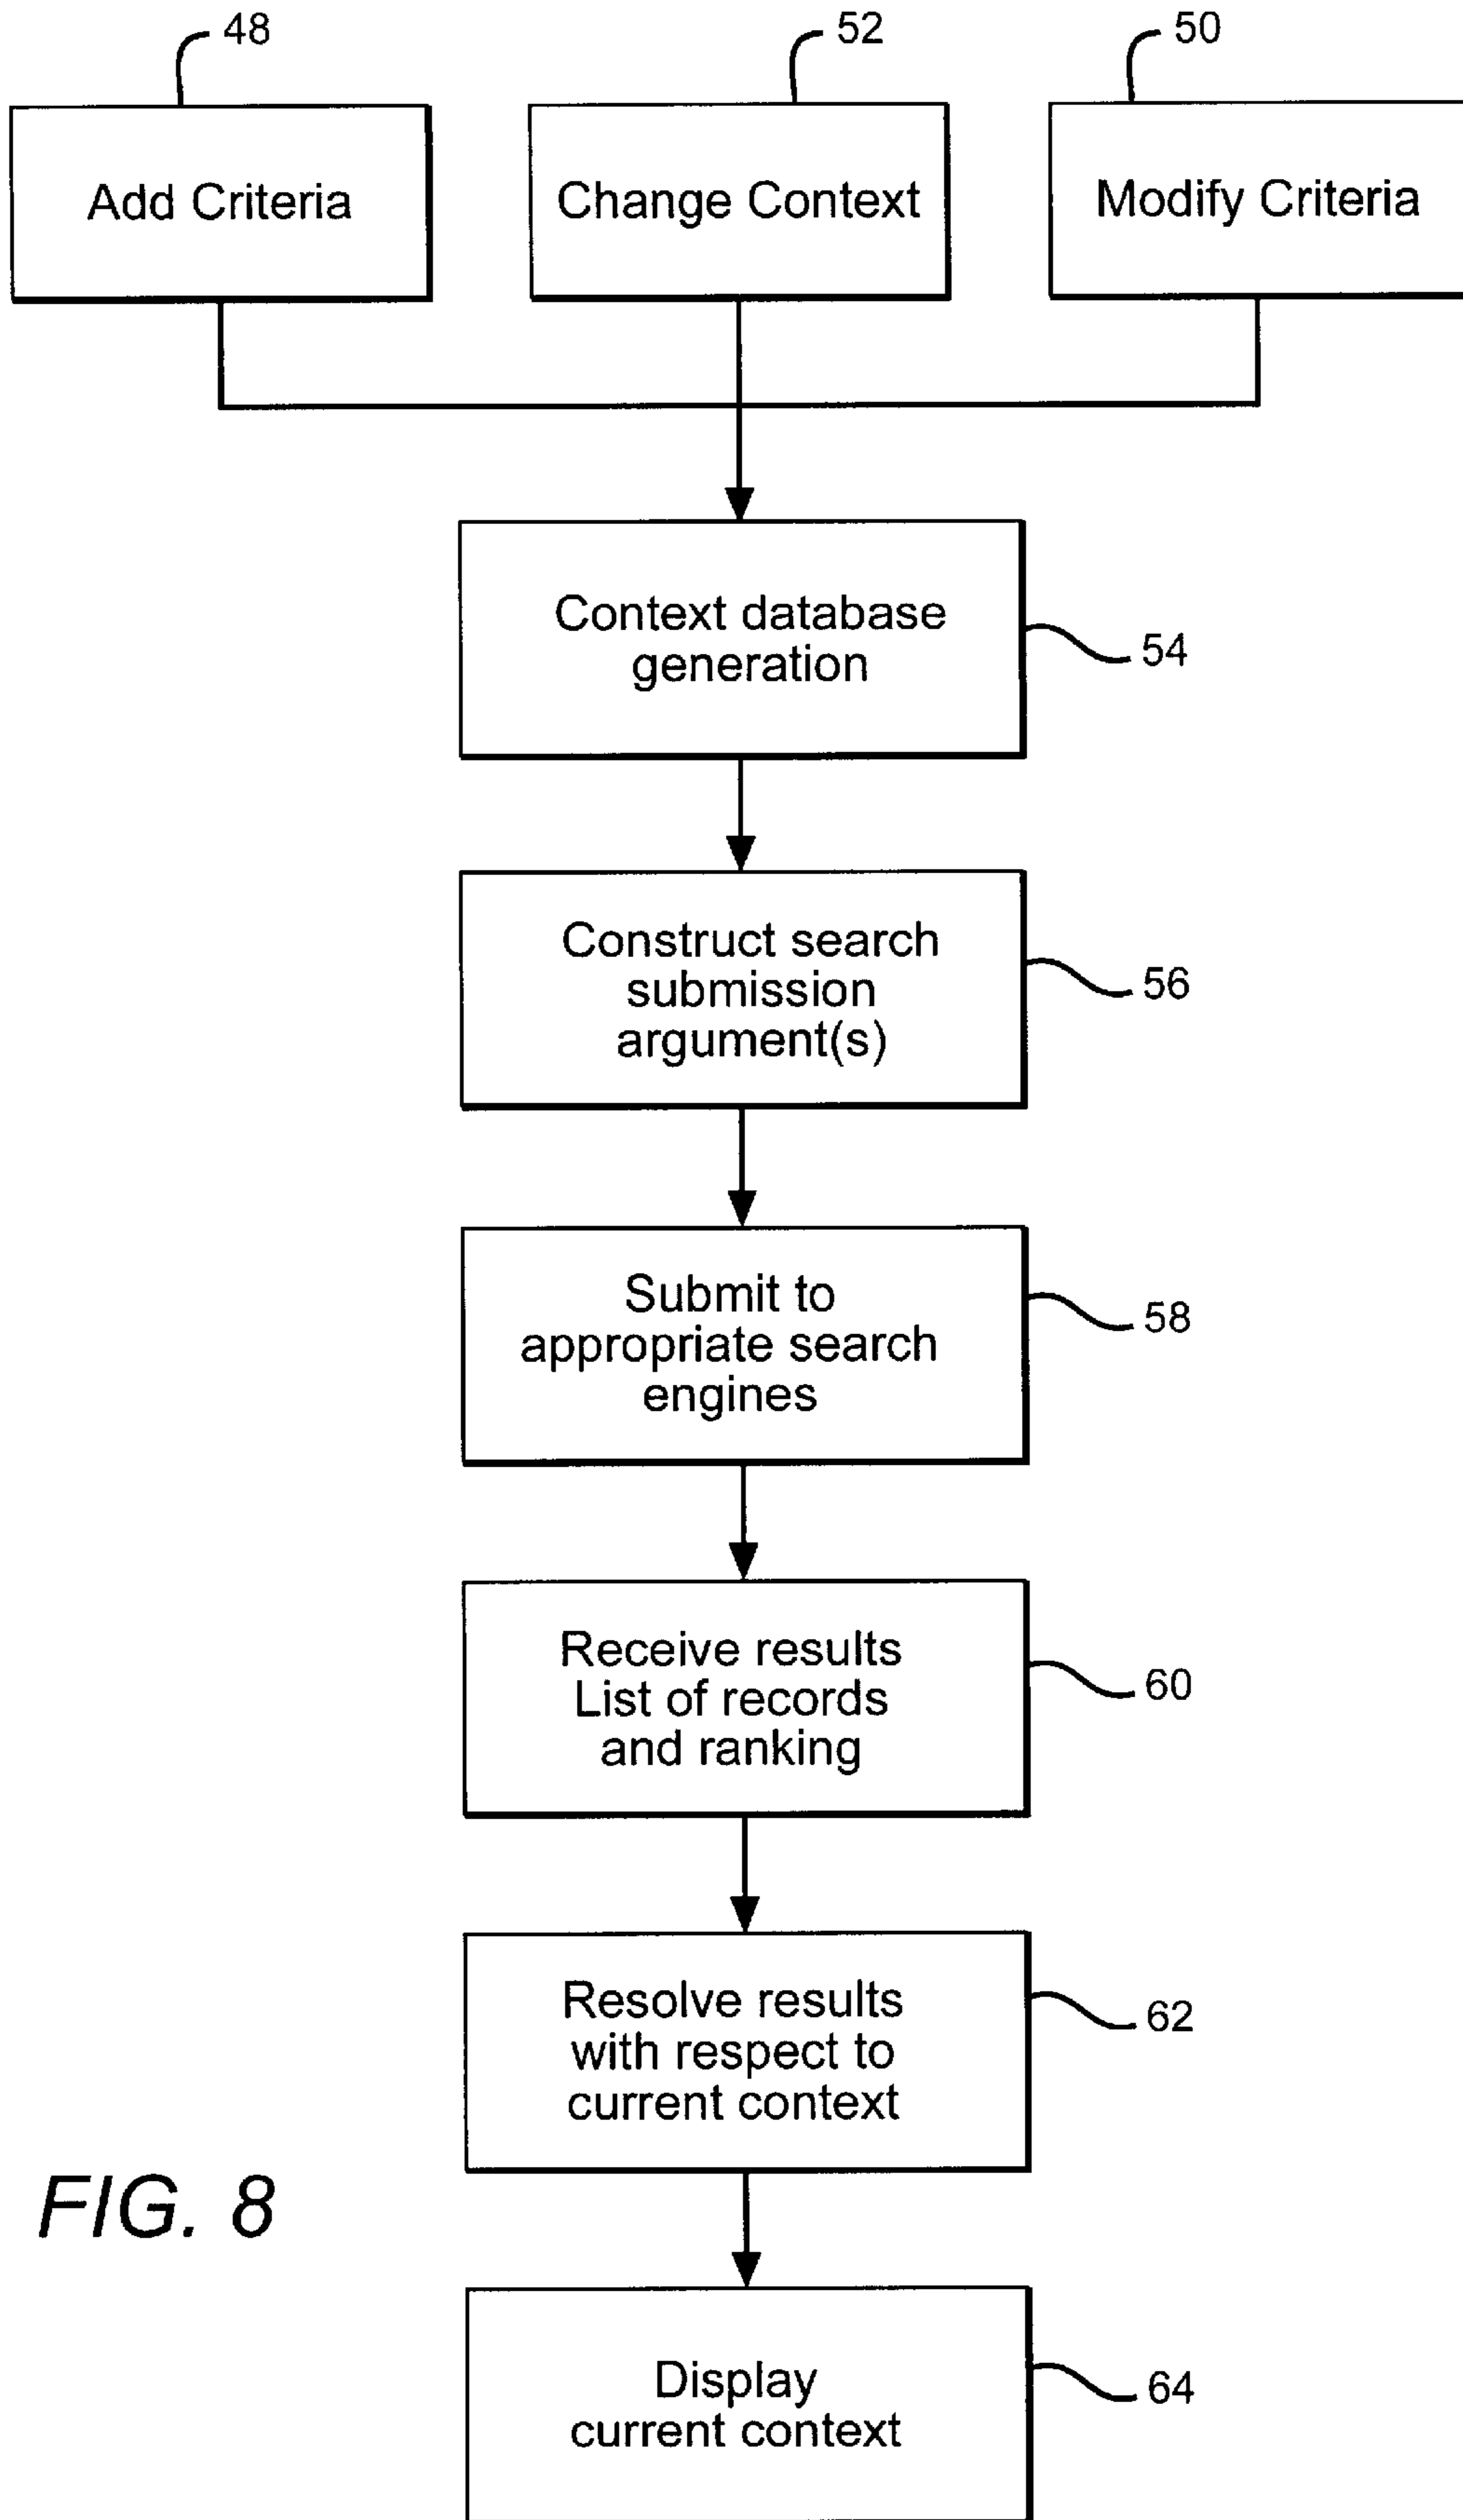 48
52
50
Add Criteria
Change Context
Modify Criteria
Context database
generation
54
Construct search
submission
argument(s)
56
Submit to
appropriate search
engines
58
Receive results
List of records
and ranking
60
Resolve results
with respect to
current context
62
FIG. 8
Display
current context
64